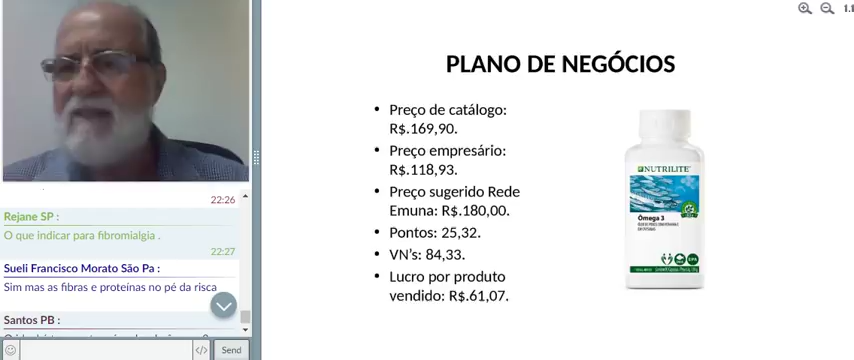 1.1
PLANO DE NEGÓCIOS
• Preço de catálogo:
R$.169,90.
• Preço empresário:
R$.118,93.
• Preço sugerido Rede
Emuna: R$.180,00.
• Pontos: 25,32.
• VN's: 84,33.
• Lucro por produto
vendido: R$.61,07.
NUTRILITE
Ômega 3
22:26
Rejane SP :
O que indicar para fibromialgia .
22:27
Sueli Francisco Morato São Pa :
Sim mas as fibras e proteínas no pé da risca
Santos PB :
</> Send